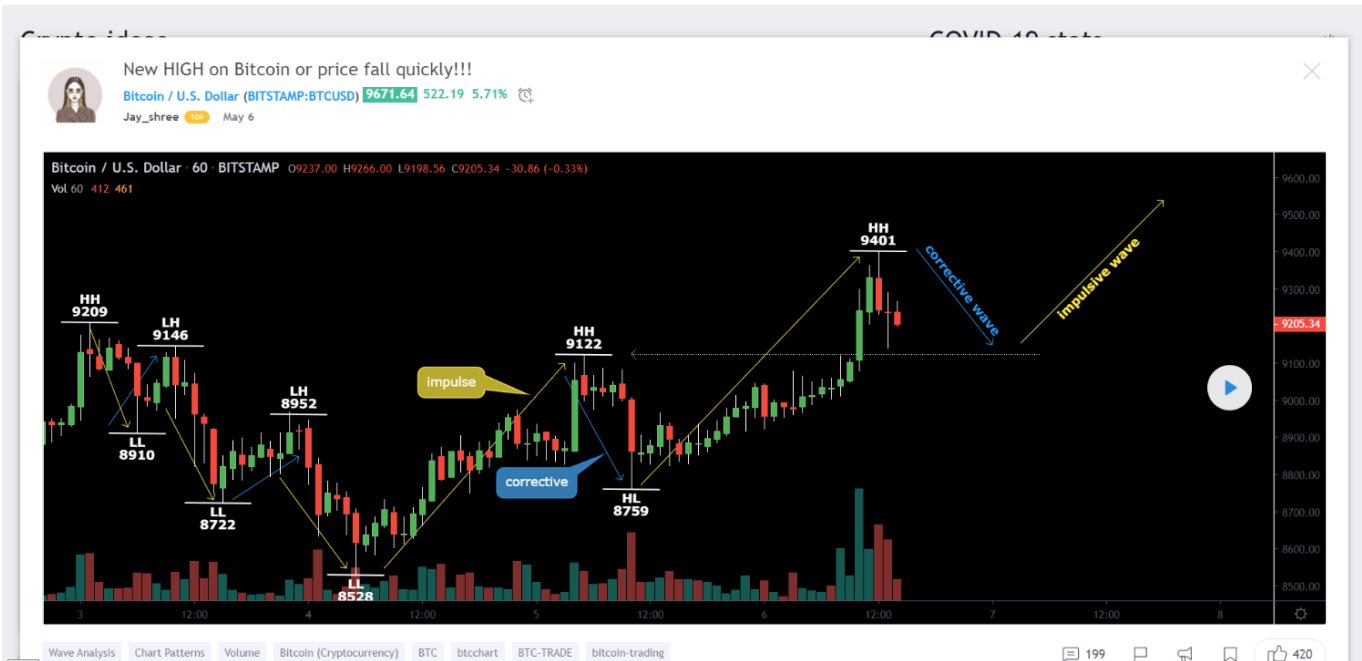 New HIGH on Bitcoin or price fall quickly!!!
Bitcoin / U.S. Dollar (BITSTAMP:BTCUSD) 9671.64 522.19 5.71%
Jay_shree TOP May 6
Bitcoin / U.S. Dollar · 60 · BITSTAMP O9237.00 H9266.00 L9198.56 C9205.34 -30.86 (-0.33%)
Vol 60 412 461
HH
9209
LH
9146
LL
8910
LL
8722
LH
8952
LL
8528
impulse
corrective
HH
9122
HL
8759
HH
9401
corrective wave
impulsive wave
9600.00
9500.00
9400.00
9300.00
9205.34
9100.00
9000.00
8900.00
8800.00
8700.00
8600.00
8500.00
3 12:00 4 12:00 5 12:00 6 12:00 7 12:00 8
Wave Analysis Chart Patterns Volume Bitcoin (Cryptocurrency) BTC btcchart BTC-TRADE bitcoin-trading
199 420